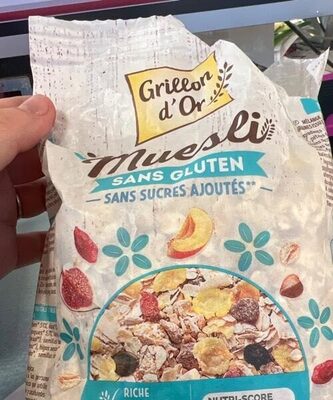 Grillon
d'Or
Muesli
SANS GLUTEN
SANS SUCRES AJOUTÉS**
RICHE
NUTRI-SCORE